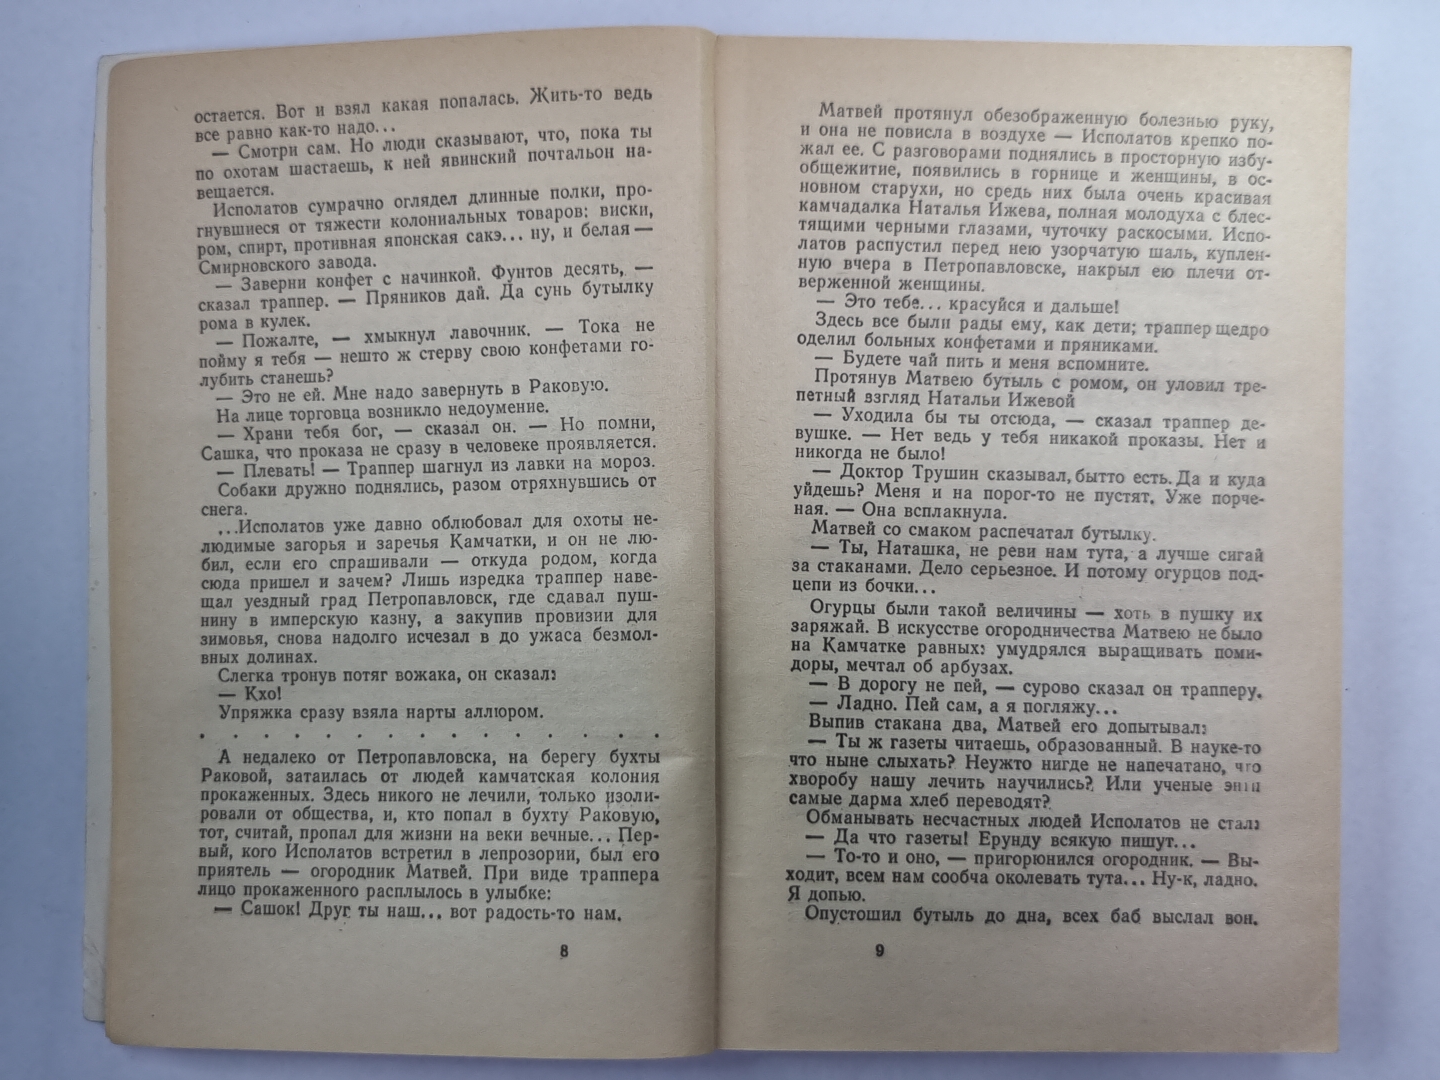 остается. Вот и взял какая попалась. Жить-то ведь
все равно как-то надо...
— Смотри сам. Но люди сказывают, что, пока ты
по охотам шастаешь, к ней явинский почтальон на-
вещается.
Исполатов сумрачно оглядел длинные полки, про-
гнувшиеся от тяжести колониальных товаров: виски,
ром, спирт, противная японская сакэ... ну, и белая —
Смирновского завода.
— Заверни конфет с начинкой. Фунтов десять, —
сказал траппер. — Пряников дай. Да сунь бутылку
рома в кулек.
— Пожалте, — хмыкнул лавочник. — Тока не
пойму я тебя — нешто ж стерву свою конфетами го-
лубить станешь?
— Это не ей. Мне надо завернуть в Раковую.
На лице торговца возникло недоумение.
— Храни тебя бог, — сказал он. — Но помни,
Сашка, что проказа не сразу в человеке проявляется.
— Плевать! — Траппер шагнул из лавки на мороз.
Собаки дружно поднялись, разом отряхнувшись от
снега.
...Исполатов уже давно облюбовал для охоты не-
людимые загорья и заречья Камчатки, и он не лю-
бил, если его спрашивали — откуда родом, когда
сюда пришел и зачем? Лишь изредка траппер наве-
щал уездный град Петропавловск, где сдавал пуш-
нину в имперскую казну, а закупив провизии для
зимовья, снова надолго исчезал в до ужаса безмол-
вных долинах.
Слегка тронув потяг вожака, он сказал:
— Кхо!
Упряжка сразу взяла нарты аллюром.
. . . . . . . . . . . . . . . .
А недалеко от Петропавловска, на берегу бухты
Раковой, затаилась от людей камчатская колония
прокаженных. Здесь никого не лечили, только изоли-
ровали от общества, и, кто попал в бухту Раковую,
тот, считай, пропал для жизни на веки вечные... Пер-
вый, кого Исполатов встретил в лепрозории, был его
приятель — огородник Матвей. При виде траппера
лицо прокаженного расплылось в улыбке:
— Сашок! Друг ты наш... вот радость-то нам.
8
Матвей протянул обезображенную болезнью руку,
и она не повисла в воздухе — Исполатов крепко по-
жал ее. С разговорами поднялись в просторную избу-
общежитие, появились в горнице и женщины, в ос-
новном старухи, но средь них была очень красивая
камчадалка Наталья Ижева, полная молодуха с блес-
тящими черными глазами, чуточку раскосыми. Испо-
латов распустил перед нею узорчатую шаль, куплен-
ную вчера в Петропавловске, накрыл ею плечи от-
верженной женщины.
— Это тебе... красуйся и дальше!
Здесь все были рады ему, как дети; траппер щедро
оделил больных конфетами и пряниками.
— Будете чай пить и меня вспомните.
Протянув Матвею бутыль с ромом, он уловил тре-
петный взгляд Натальи Ижевой
— Уходила бы ты отсюда, — сказал траппер де-
вушке. — Нет ведь у тебя никакой проказы. Нет и
никогда не было!
— Доктор Трушин сказывал, бытто есть. Да и куда
уйдешь? Меня и на порог-то не пустят. Уже порче-
ная. — Она всплакнула.
Матвей со смаком распечатал бутылку.
— Ты, Наташка, не реви нам тута, а лучше сигай
за стаканами. Дело серьезное. И потому огурцов под-
цепи из бочки...
Огурцы были такой величины — хоть в пушку их
заряжай. В искусстве огородничества Матвею не было
на Камчатке равных: умудрялся выращивать поми-
доры, мечтал об арбузах.
— В дорогу не пей, — сурово сказал он трапперу.
— Ладно. Пей сам, а я погляжу...
Выпив стакана два, Матвей его допытывал:
— Ты ж газеты читаешь, образованный. В науке-то
что ныне слыхать? Неужто нигде не напечатано, что
хворобу нашу лечить научились? Или ученые энти
самые дарма хлеб переводят?
Обманывать несчастных людей Исполатов не стал:
— Да что газеты! Ерунду всякую пишут...
— То-то и оно, — пригорюнился огородник. — Вы-
ходит, всем нам сообча околевать тута... Ну-к, ладно.
Я допью.
Опустошил бутыль до дна, всех баб выслал вон.
9